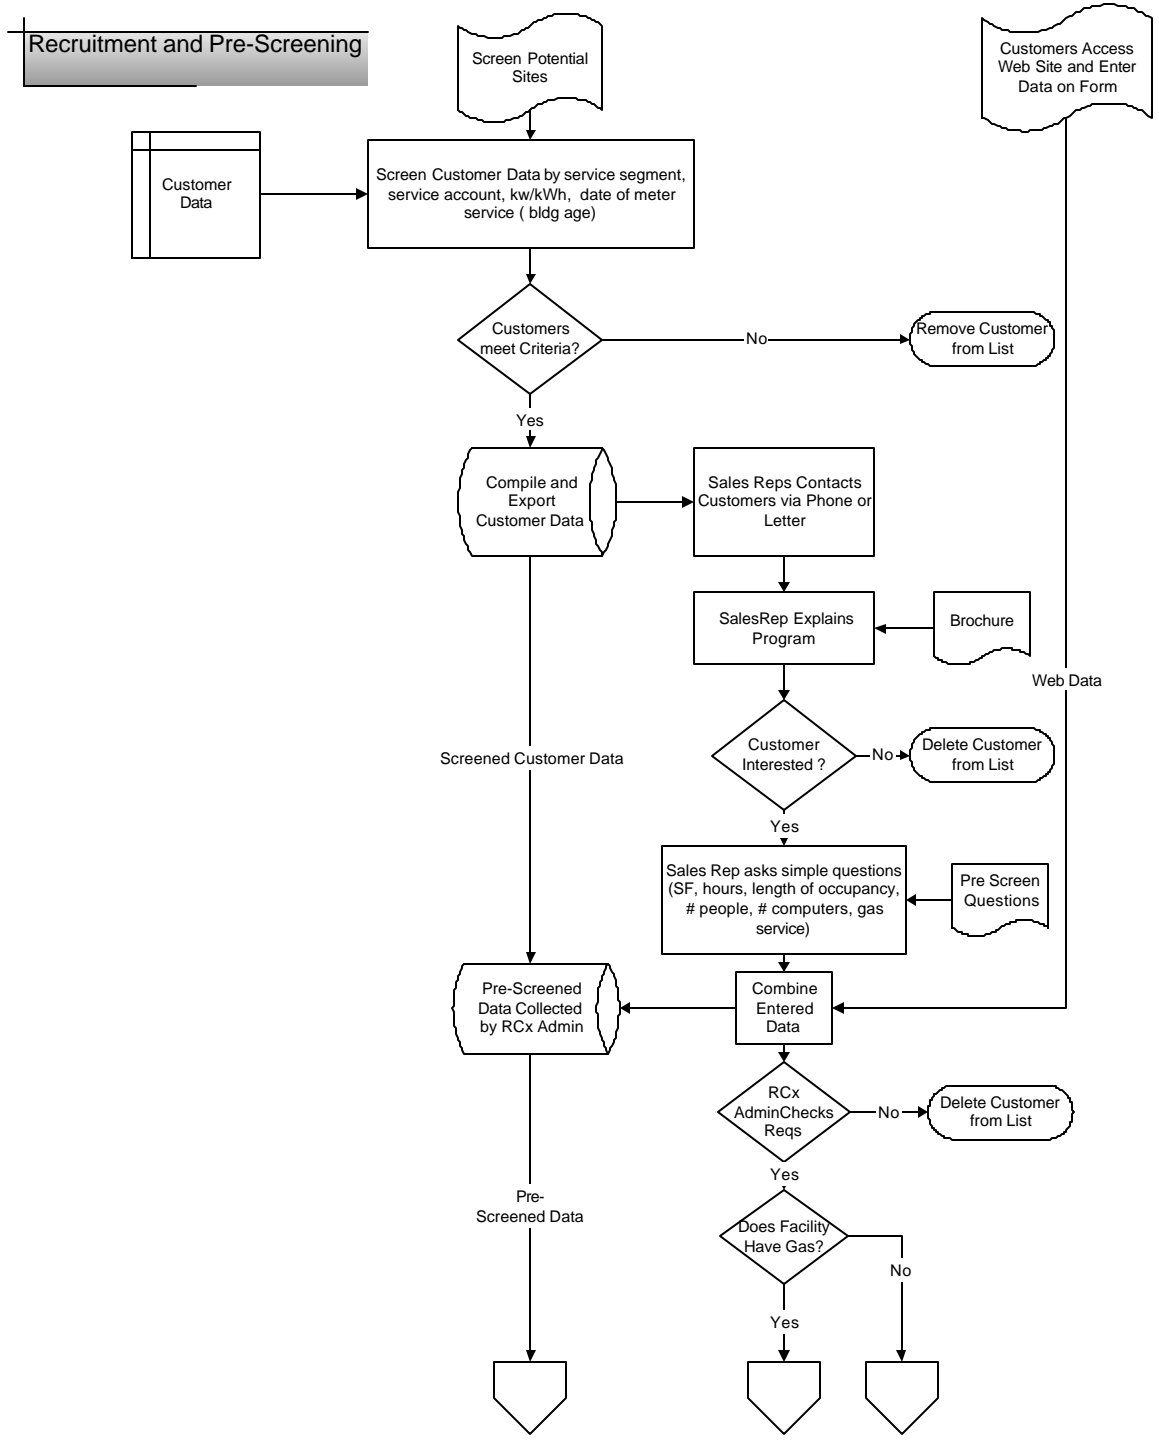 Recruitment and Pre-Screening
Screen Potential
Sites
Customers Access
Web Site and Enter
Data on Form
Customer
Data
Screen Customer Data by service segment,
service account, kw/kWh, date of meter
service ( bldg age)
Customers
meet Criteria?
No
Remove Customer
from List
Yes
Compile and
Export
Customer Data
Sales Reps Contacts
Customers via Phone or
Letter
SalesRep Explains
Program
Brochure
Web Data
Screened Customer Data
Customer
Interested ?
No
Delete Customer
from List
Yes
Sales Rep asks simple questions
(SF, hours, length of occupancy,
# people, # computers, gas
service)
Pre Screen
Questions
Pre-Screened
Data Collected
by RCx Admin
Combine
Entered
Data
RCx
AdminChecks
Reqs
No
Delete Customer
from List
Yes
Pre-
Screened Data
Does Facility
Have Gas?
No
Yes